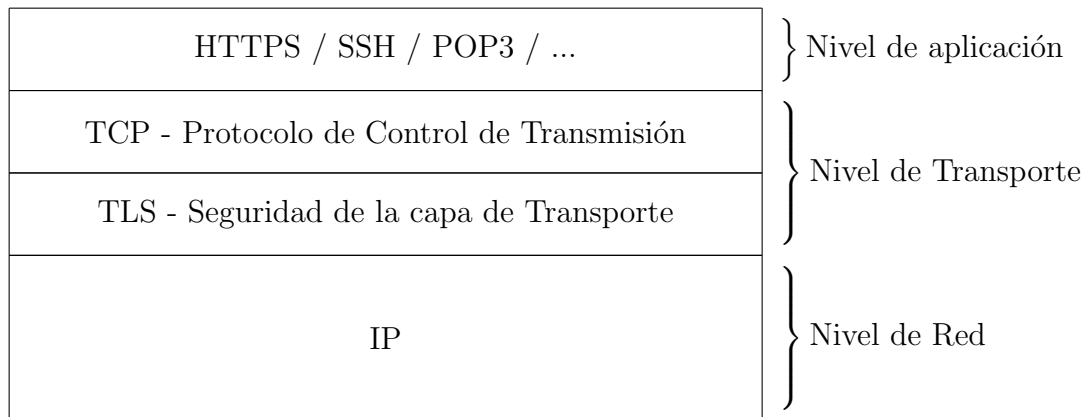 HTTPS / SSH / POP3 / ...
Nivel de aplicación
TCP - Protocolo de Control de Transmisión
Nivel de Transporte
TLS - Seguridad de la capa de Transporte
IP
Nivel de Red